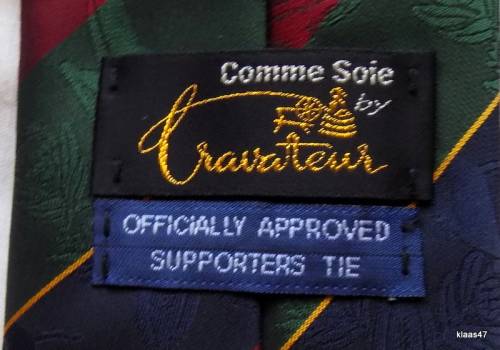 Comme Soie
by
Cravateur
OFFICIALLY APPROVED
SUPPORTERS TIE
klaas47